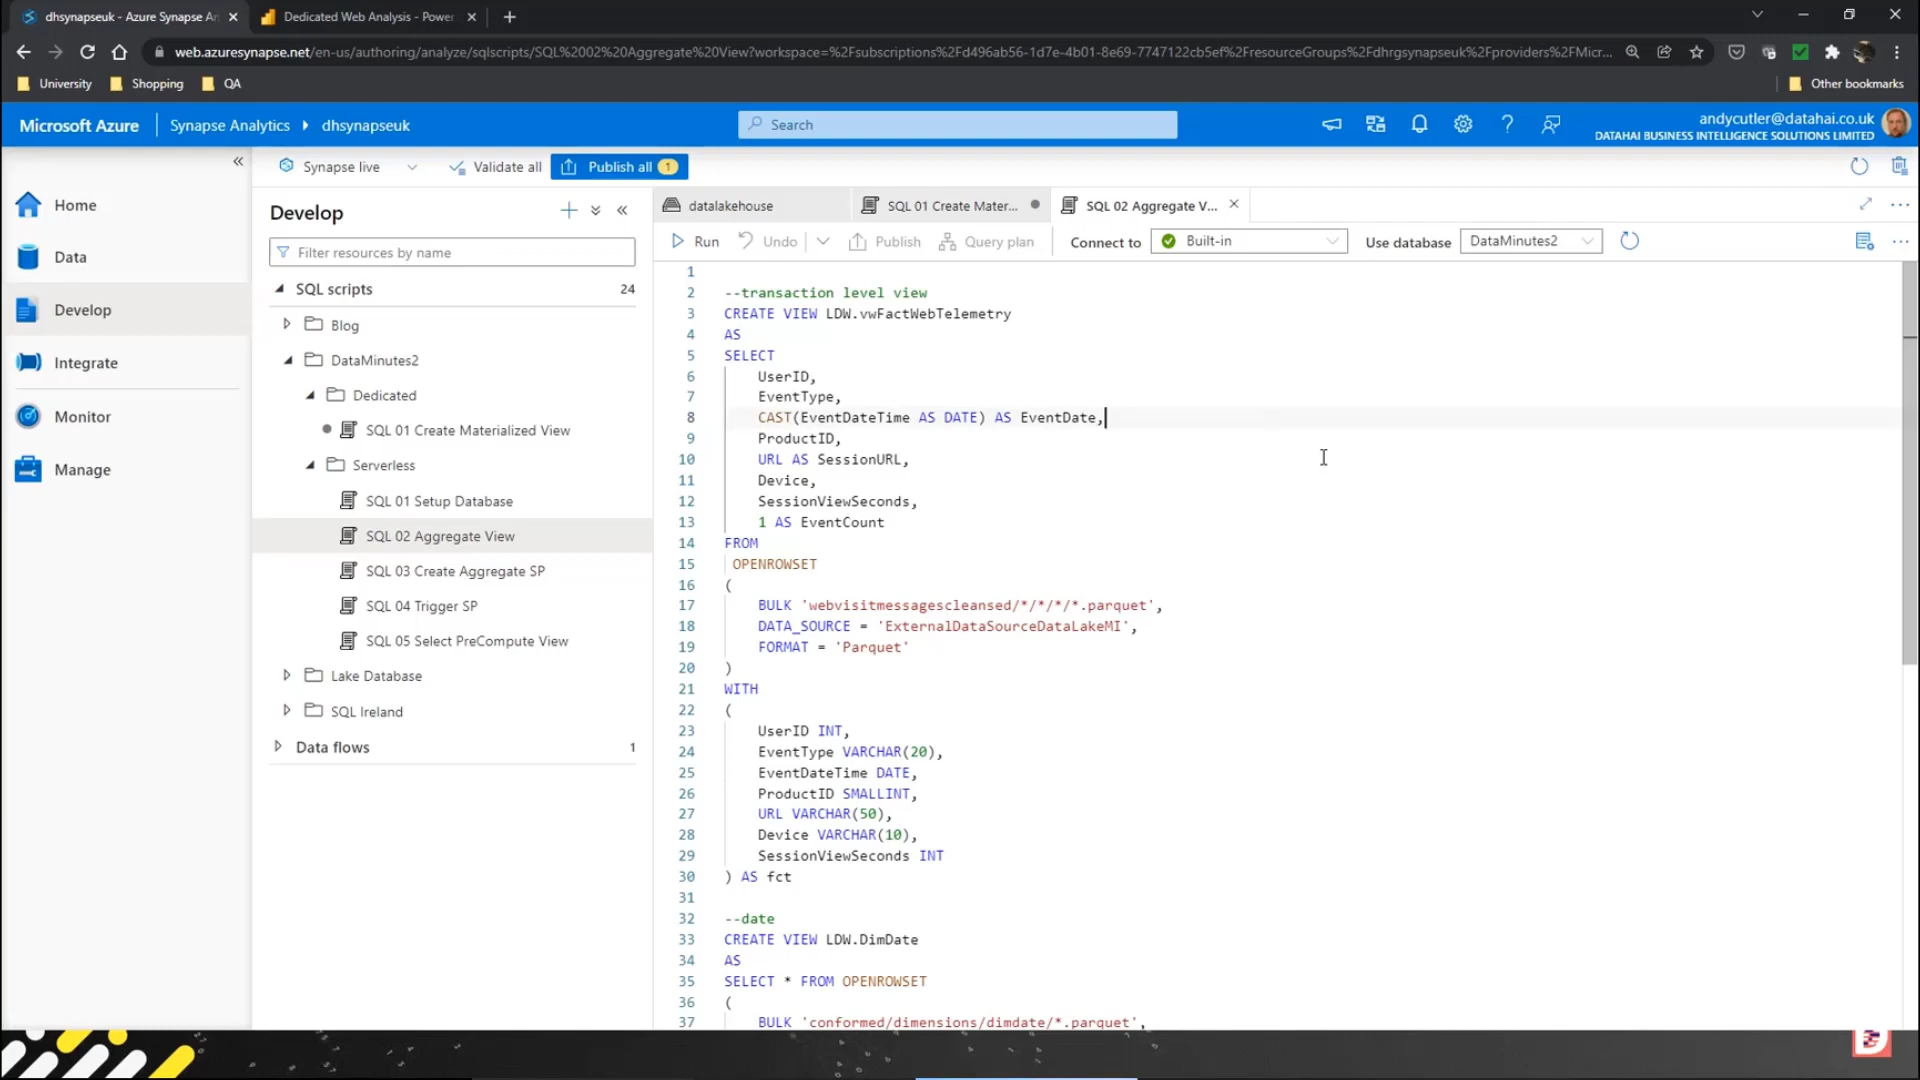 dhsynapseuk - Azure Synapse An
Dedicated Web Analysis - Power
web.azuresynapse.net/en-us/authoring/analyze/sqlscripts/SQL%2002%20Aggregate%20View?workspace=%2Fsubscriptions%2Fd496ab56-1d7e-4b01-8e69-7747122cb5ef%2FresourceGroups%2Fdhrgsynapseuk%2Fproviders%2FMicr...
University
Shopping
QA
Other bookmarks
Microsoft Azure
Synapse Analytics
dhsynapseuk
Search
andycutler@datahai.co.uk
DATAHAI BUSINESS INTELLIGENCE SOLUTIONS LIMITED
Synapse live
Validate all
Publish all 1
Home
Data
Develop
Integrate
Monitor
Manage
Develop
Filter resources by name
SQL scripts 24
Blog
DataMinutes2
Dedicated
SQL 01 Create Materialized View
Serverless
SQL 01 Setup Database
SQL 02 Aggregate View
SQL 03 Create Aggregate SP
SQL 04 Trigger SP
SQL 05 Select PreCompute View
Lake Database
SQL Ireland
Data flows 1
datalakehouse
SQL 01 Create Mater...
SQL 02 Aggregate V...
Run
Undo
Publish
Query plan
Connect to
Built-in
Use database
DataMinutes2
1
2 --transaction level view
3 CREATE VIEW LDW.vwFactWebTelemetry
4 AS
5 SELECT
6 UserID,
7 EventType,
8 CAST(EventDateTime AS DATE) AS EventDate,
9 ProductID,
10 URL AS SessionURL,
11 Device,
12 SessionViewSeconds,
13 1 AS EventCount
14 FROM
15 OPENROWSET
16 (
17 BULK 'webvisitmessagescleansed/*/*/*/*.parquet',
18 DATA_SOURCE = 'ExternalDataSourceDataLakeMI',
19 FORMAT = 'Parquet'
20 )
21 WITH
22 (
23 UserID INT,
24 EventType VARCHAR(20),
25 EventDateTime DATE,
26 ProductID SMALLINT,
27 URL VARCHAR(50),
28 Device VARCHAR(10),
29 SessionViewSeconds INT
30 ) AS fct
31
32 --date
33 CREATE VIEW LDW.DimDate
34 AS
35 SELECT * FROM OPENROWSET
36 (
37 BULK 'conformed/dimensions/dimdate/*.parquet',